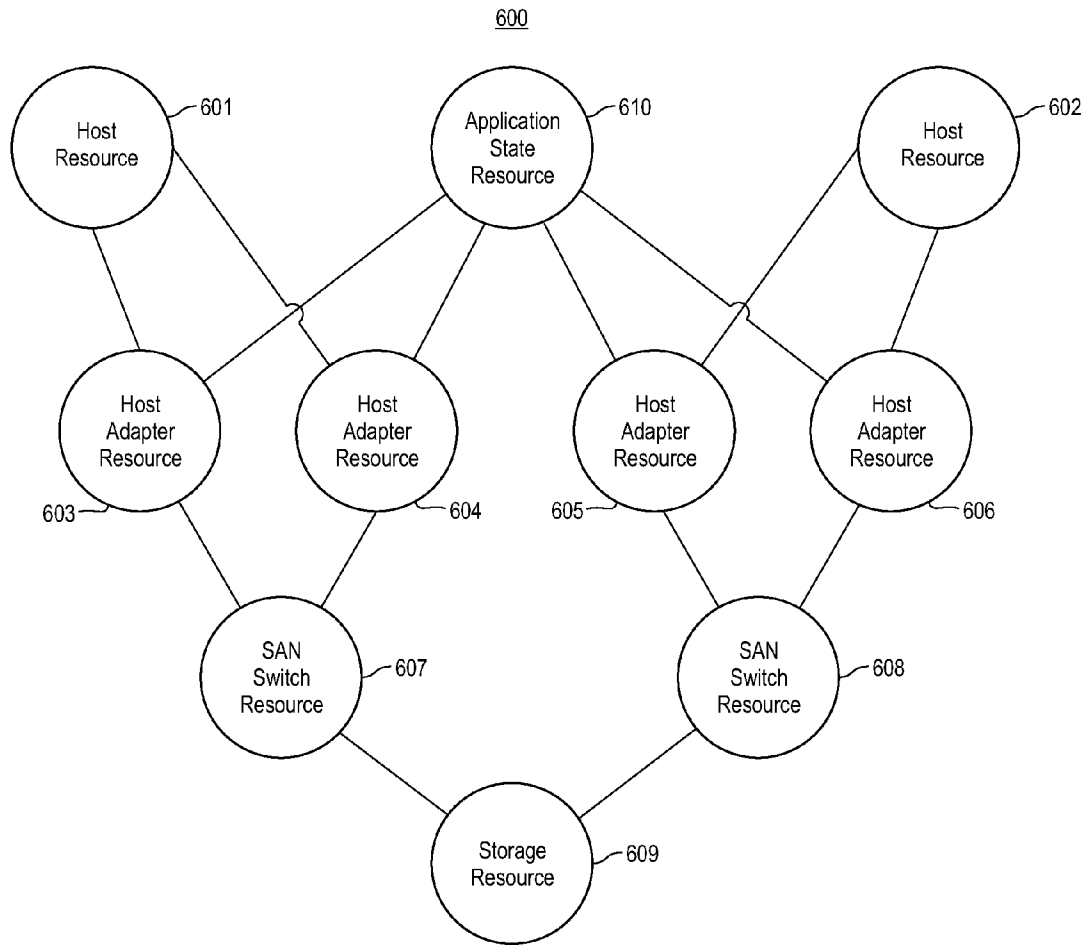 600
Host
Resource
601
Application
State
Resource
610
Host
Resource
602
Host
Adapter
Resource
603
Host
Adapter
Resource
604
Host
Adapter
Resource
605
Host
Adapter
Resource
606
SAN
Switch
Resource
607
SAN
Switch
Resource
608
Storage
Resource
609